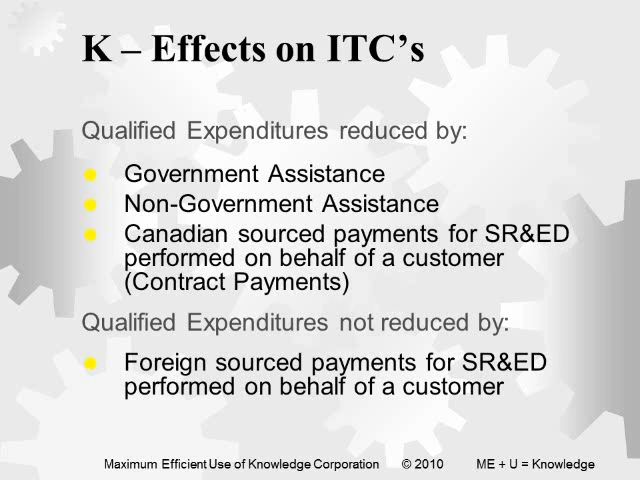 K – Effects on ITC’s
Qualified Expenditures reduced by:
Government Assistance
Non-Government Assistance
Canadian sourced payments for SR&ED
performed on behalf of a customer
(Contract Payments)
Qualified Expenditures not reduced by:
Foreign sourced payments for SR&ED
performed on behalf of a customer
Maximum Efficient Use of Knowledge Corporation © 2010 ME + U = Knowledge